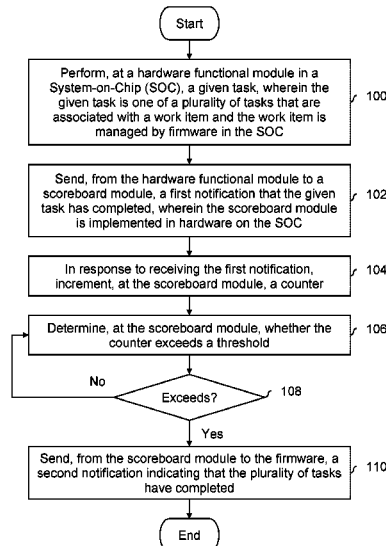 Start
Perform, at a hardware functional module in a
System-on-Chip (SOC), a given task, wherein the
given task is one of a plurality of tasks that are
associated with a work item and the work item is
managed by firmware in the SOC
100
Send, from the hardware functional module to a
scoreboard module, a first notification that the given
task has completed, wherein the scoreboard module
is implemented in hardware on the SOC
102
In response to receiving the first notification,
increment, at the scoreboard module, a counter
104
Determine, at the scoreboard module, whether the
counter exceeds a threshold
106
No
Exceeds?
108
Yes
Send, from the scoreboard module to the firmware, a
second notification indicating that the plurality of tasks
have completed
110
End